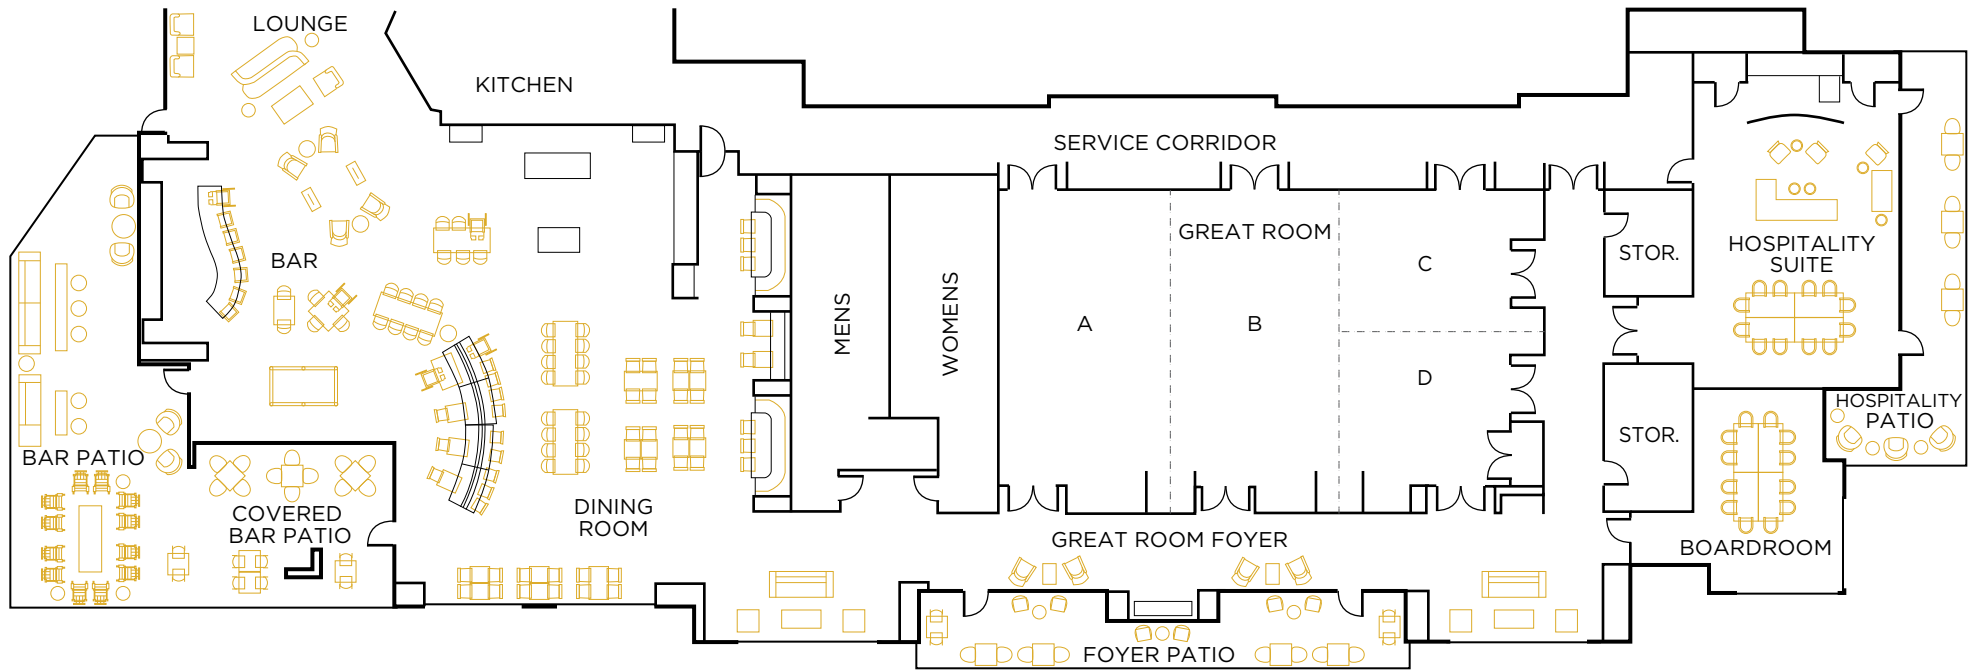 LOUNGE
KITCHEN
SERVICE CORRIDOR
GREAT ROOM
BAR
A
B
C
D
MENS
WOMENS
STOR.
HOSPITALITY
SUITE
HOSPITALITY
PATIO
STOR.
BAR PATIO
COVERED
BAR PATIO
DINING
ROOM
GREAT ROOM FOYER
BOARDROOM
FOYER PATIO